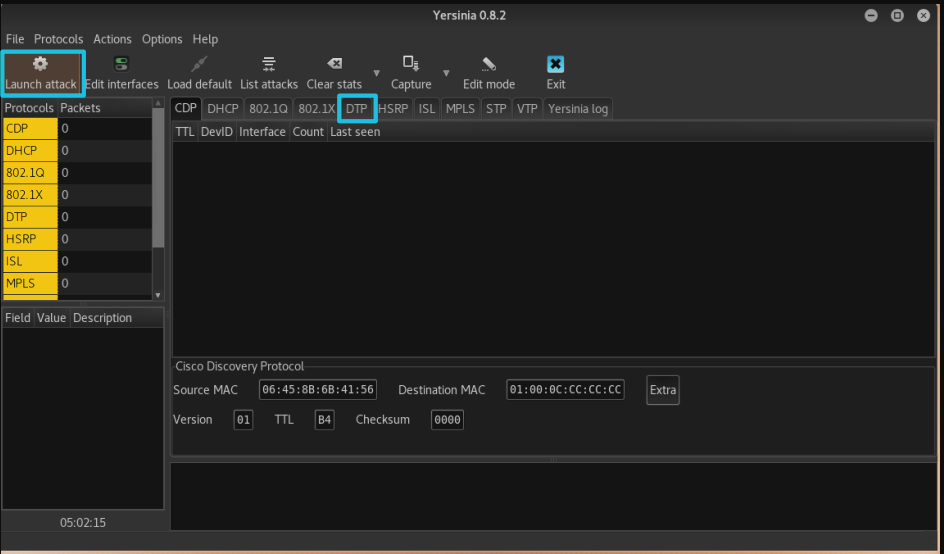 Yersinia 0.8.2
File Protocols Actions Options Help
Launch attack Edit interfaces Load default List attacks Clear stats Capture Edit mode Exit
Protocols Packets
CDP 0
DHCP 0
802.1Q 0
802.1X 0
DTP 0
HSRP 0
ISL 0
MPLS 0
Field Value Description
05:02:15
CDP DHCP 802.1Q 802.1X DTP HSRP ISL MPLS STP VTP Yersinia log
TTL DevID Interface Count Last seen
Cisco Discovery Protocol
Source MAC 06:45:8B:6B:41:56 Destination MAC 01:00:0C:CC:CC:CC Extra
Version 01 TTL B4 Checksum 0000